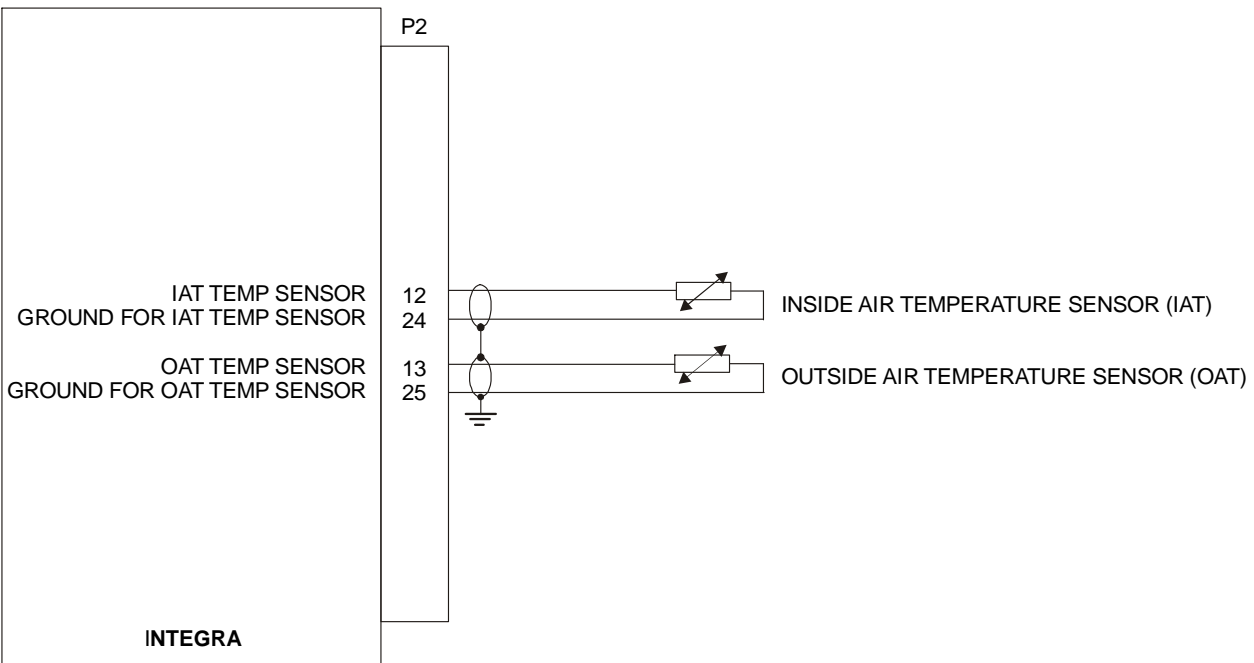 P2
IAT TEMP SENSOR
GROUND FOR IAT TEMP SENSOR
12
24
INSIDE AIR TEMPERATURE SENSOR (IAT)
OAT TEMP SENSOR
GROUND FOR OAT TEMP SENSOR
13
25
OUTSIDE AIR TEMPERATURE SENSOR (OAT)
INTEGRA